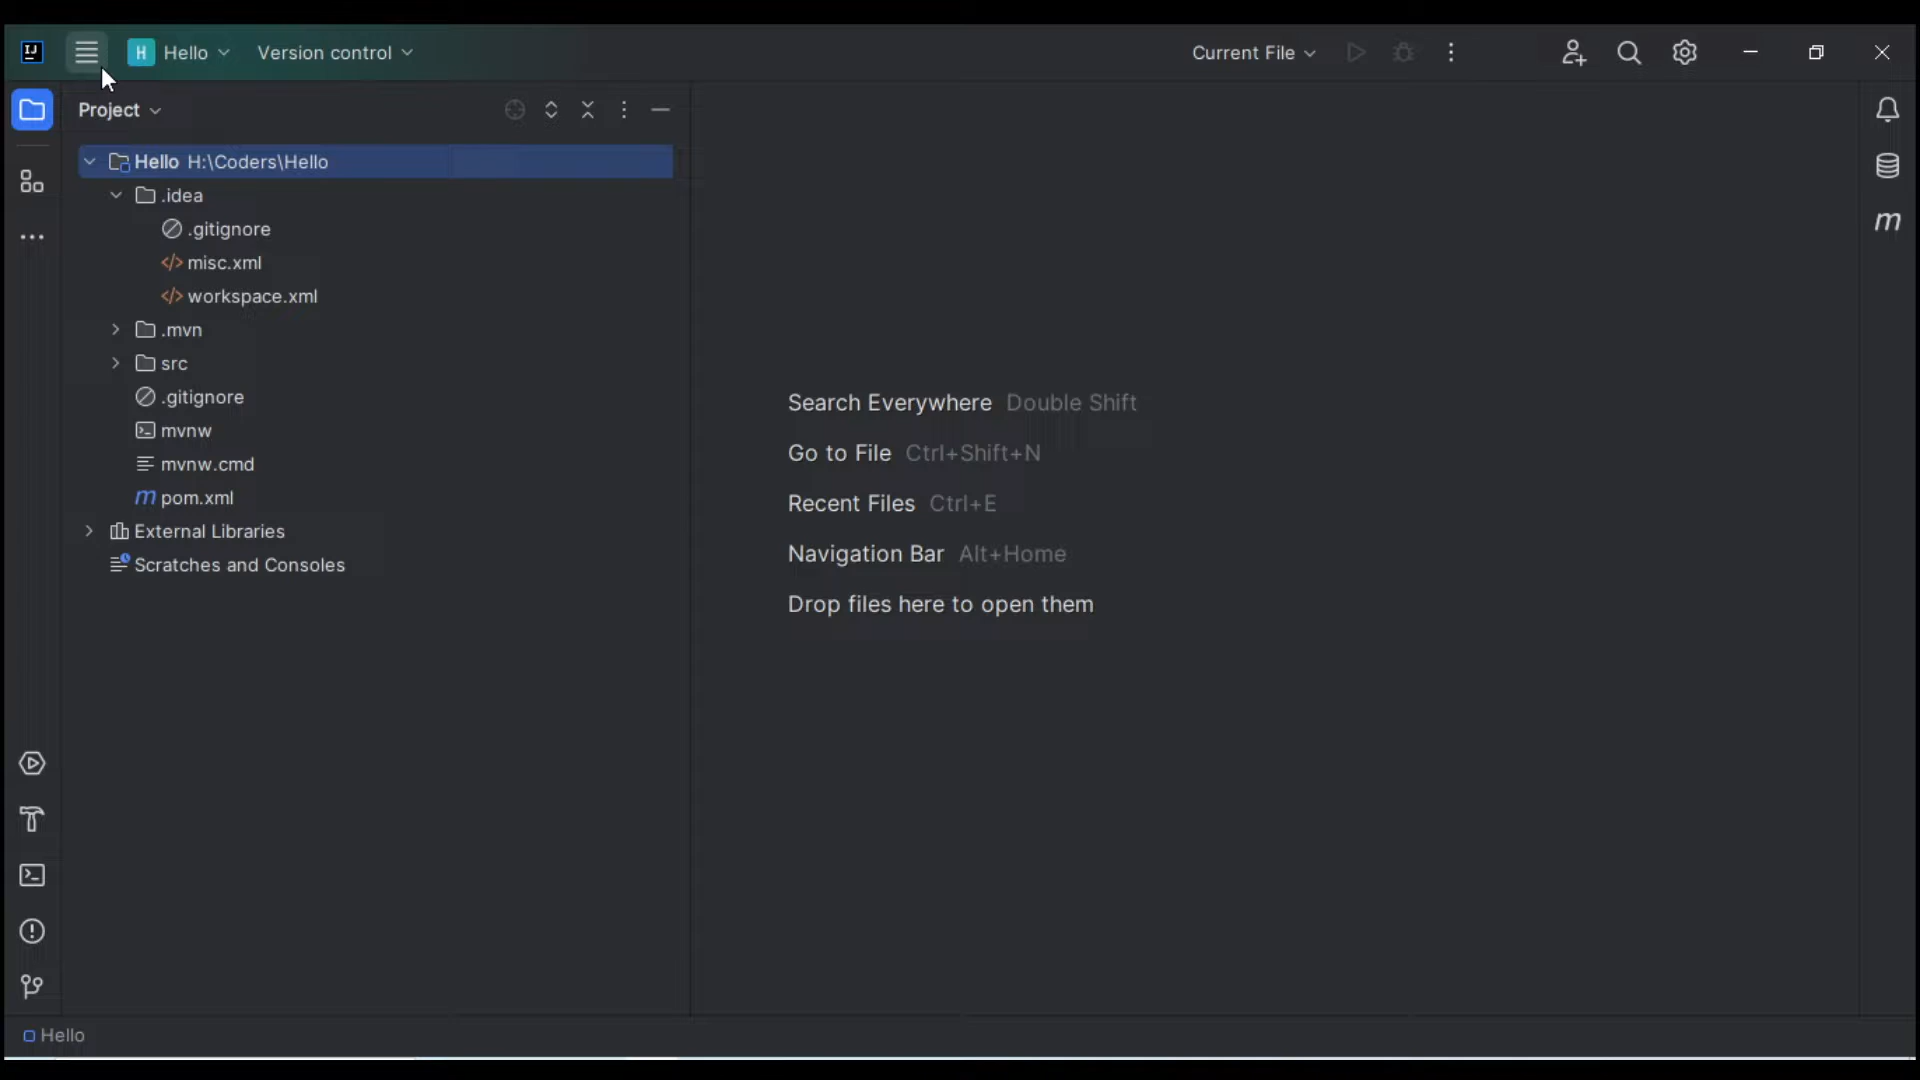 IJ H Hello Version control Current File
Project
Hello H:\Coders\Hello
.idea
.gitignore
</> misc.xml
</> workspace.xml
.mvn
src
.gitignore
mvnw
mvnw.cmd
m pom.xml
External Libraries
Scratches and Consoles
Search Everywhere Double Shift
Go to File Ctrl+Shift+N
Recent Files Ctrl+E
Navigation Bar Alt+Home
Drop files here to open them
m
Hello